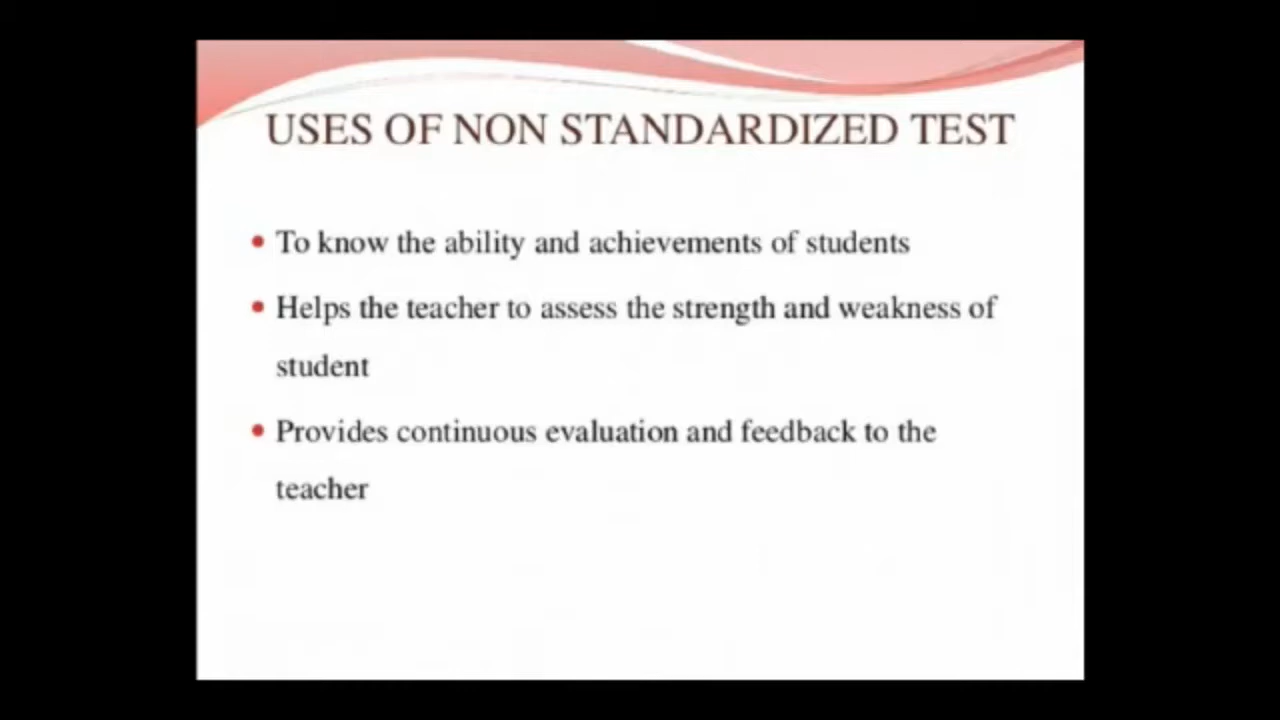 USES OF NON STANDARDIZED TEST
• To know the ability and achievements of students
• Helps the teacher to assess the strength and weakness of
student
• Provides continuous evaluation and feedback to the
teacher